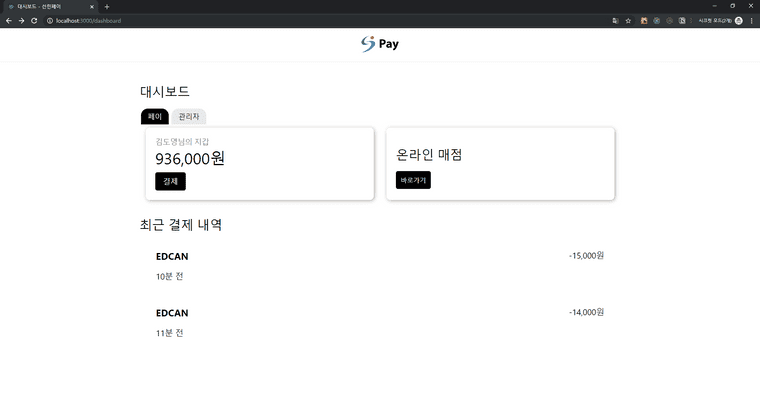 대시보드 - 선린페이
localhost:3000/dashboard
시크릿 모드(2개)
Pay
대시보드
페이
관리자
김도영님의 지갑
936,000원
결제
온라인 매점
바로가기
최근 결제 내역
EDCAN
-15,000원
10분 전
EDCAN
-14,000원
11분 전